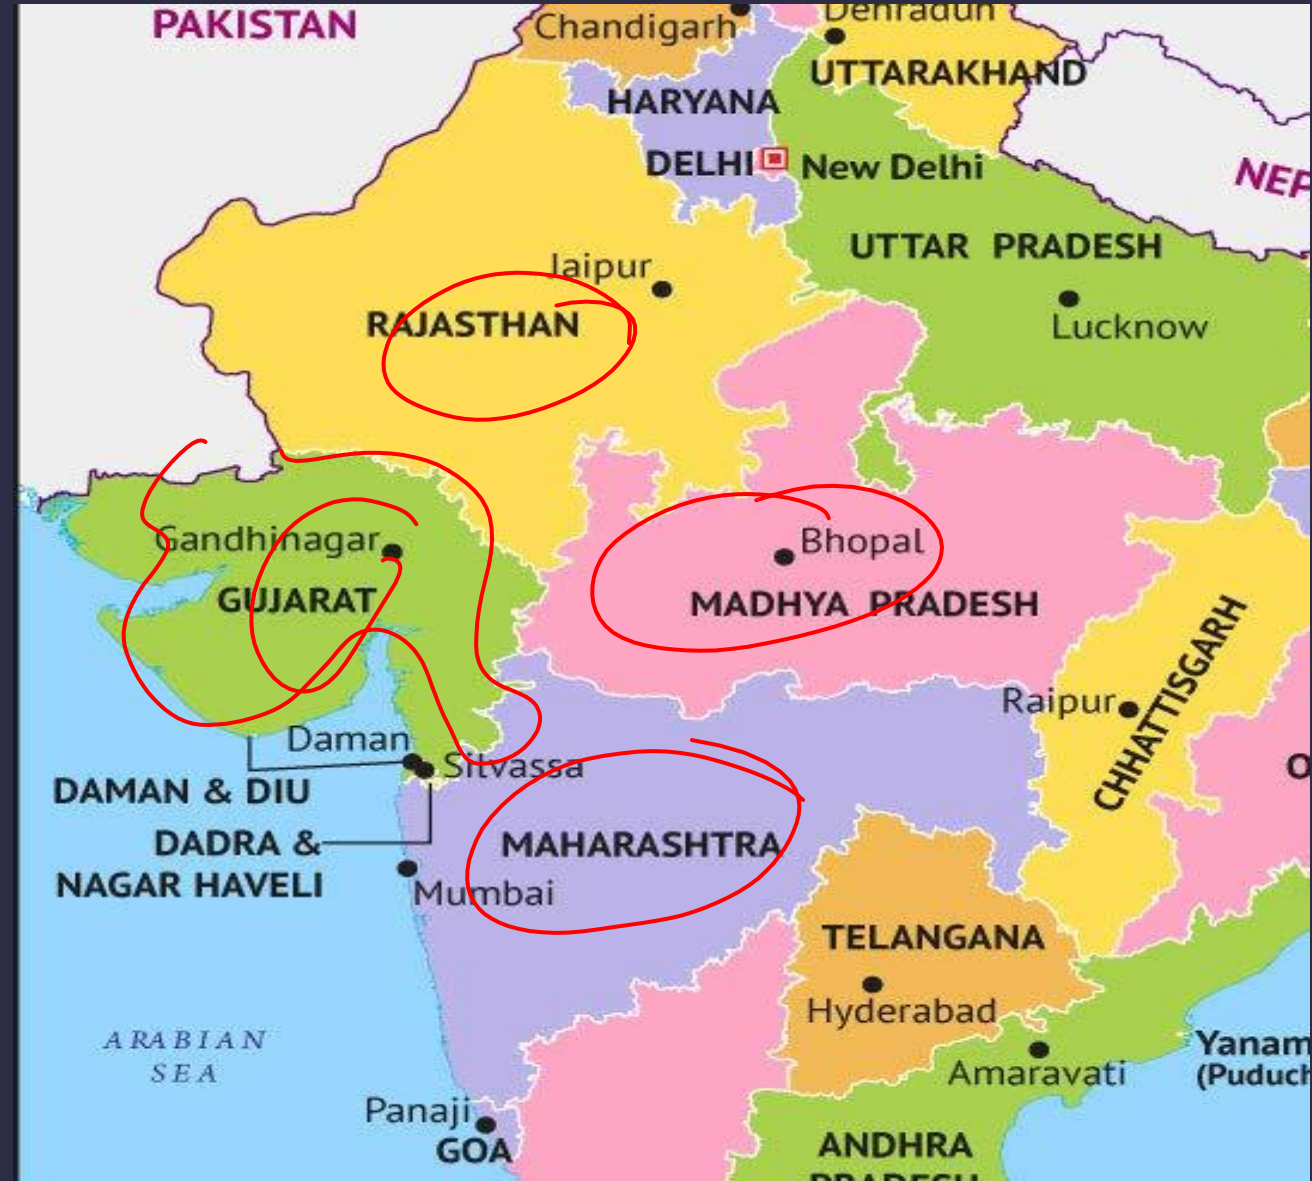 PAKISTAN
Chandigarh
Dehradun
UTTARAKHAND
HARYANA
DELHI
New Delhi
NEP
UTTAR PRADESH
Jaipur
Lucknow
RAJASTHAN
Gandhinagar
Bhopal
GUJARAT
MADHYA PRADESH
CHHATTISGARH
Raipur
Daman
Silvassa
DAMAN & DIU
DADRA &
NAGAR HAVELI
MAHARASHTRA
Mumbai
O
TELANGANA
Hyderabad
ARABIAN
SEA
Yanam
(Puduch
Amaravati
Panaji
GOA
ANDHRA
PRADESH